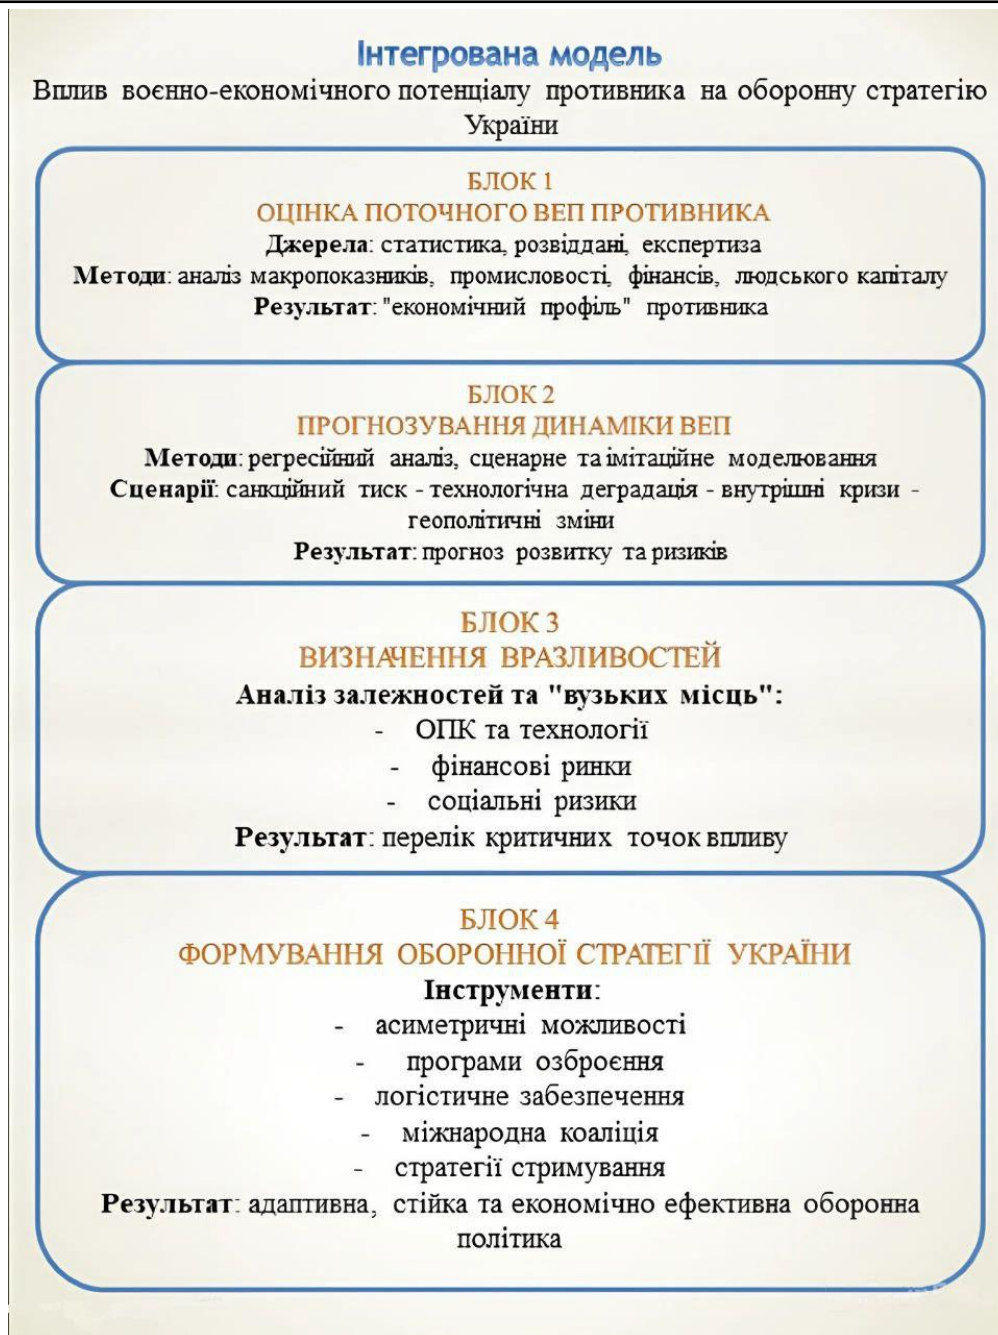 Інтегрована модель
Вплив воєнно-економічного потенціалу противника на оборонну стратегію
України
БЛОК 1
ОЦІНКА ПОТОЧНОГО ВЕП ПРОТИВНИКА
Джерела: статистика, розвіддані, експертиза
Методи: аналіз макропоказників, промисловості, фінансів, людського капіталу
Результат: "економічний профіль" противника
БЛОК 2
ПРОГНОЗУВАННЯ ДИНАМІКИ ВЕП
Методи: регресійний аналіз, сценарне та імітаційне моделювання
Сценарії: санкційний тиск - технологічна деградація - внутрішні кризи -
геополітичні зміни
Результат: прогноз розвитку та ризиків
БЛОК 3
ВИЗНАЧЕННЯ ВРАЗЛИВОСТЕЙ
Аналіз залежностей та "вузьких місць":
- ОПК та технології
- фінансові ринки
- соціальні ризики
Результат: перелік критичних точок впливу
БЛОК 4
ФОРМУВАННЯ ОБОРОННОЇ СТРАТЕГІЇ УКРАЇНИ
Інструменти:
- асиметричні можливості
- програми озброєння
- логістичне забезпечення
- міжнародна коаліція
- стратегії стримування
Результат: адаптивна, стійка та економічно ефективна оборонна
політика